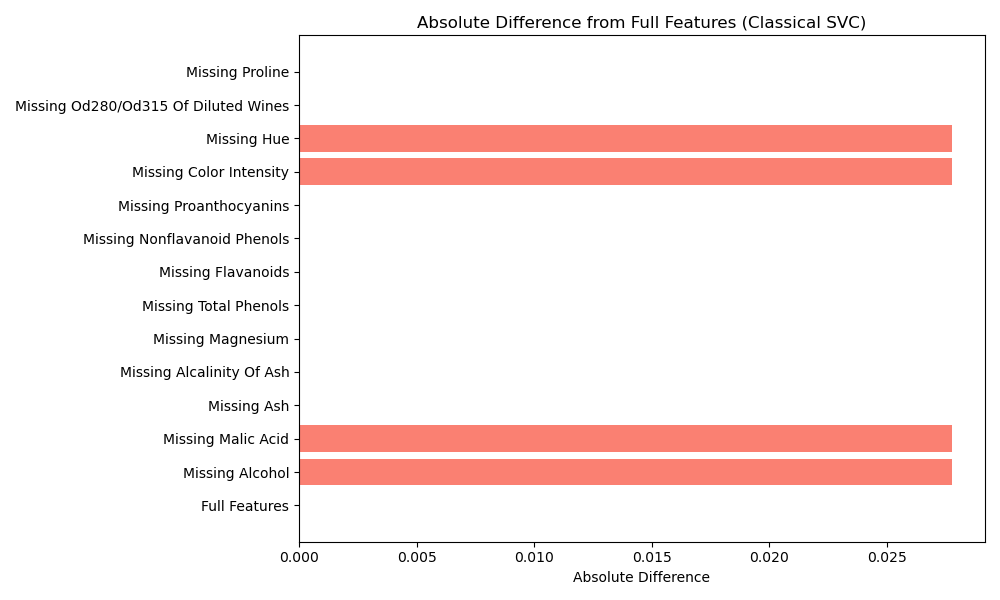 Absolute Difference from Full Features (Classical SVC)
Missing Proline
Missing Od280/Od315 Of Diluted Wines
Missing Hue
Missing Color Intensity
Missing Proanthocyanins
Missing Nonflavanoid Phenols
Missing Flavanoids
Missing Total Phenols
Missing Magnesium
Missing Alcalinity Of Ash
Missing Ash
Missing Malic Acid
Missing Alcohol
Full Features
0.000 0.005 0.010 0.015 0.020 0.025
Absolute Difference